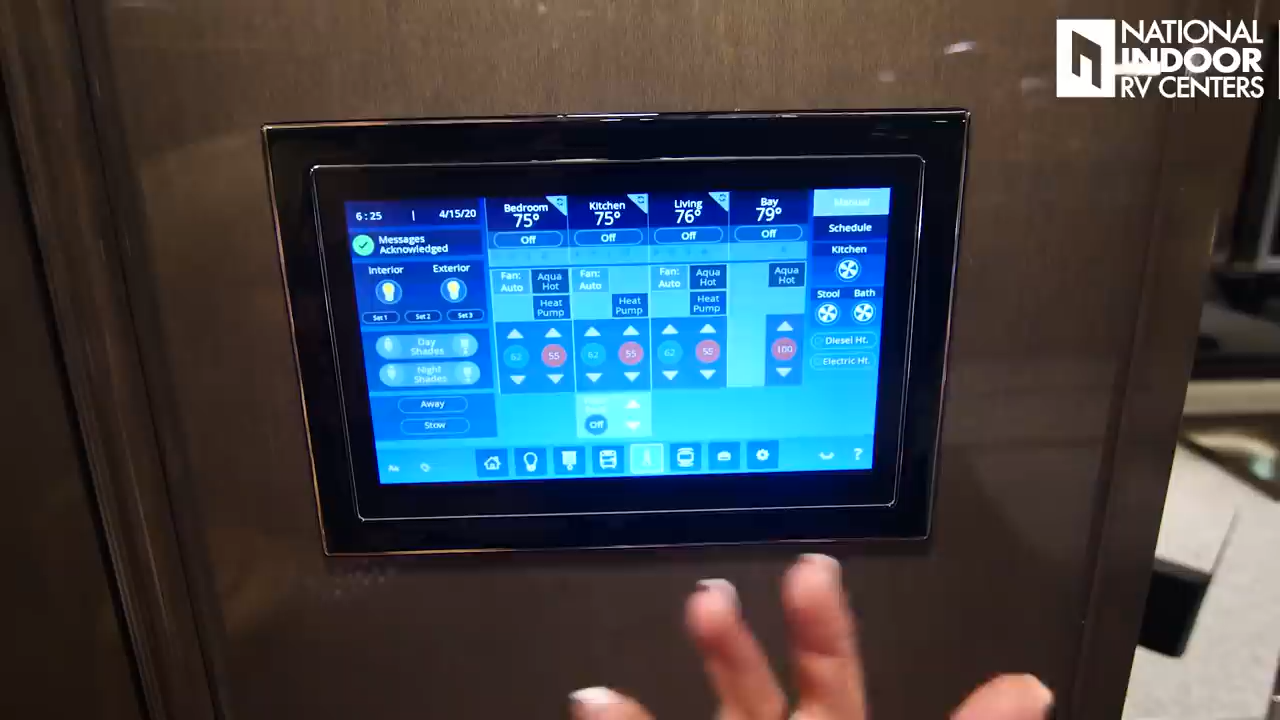 NATIONAL
INDOOR
RV CENTERS
6:25 | 4/15/20
Messages
Acknowledged
Interior Exterior
Set 1 Set 2 Set 3
Day
Shades
Night
Shades
Away
Stow
Bedroom Kitchen Living Bay
75° 75° 76° 79°
Off Off Off Off
Fan:
Auto
Aqua
Hot
Fan:
Auto
Fan:
Auto
Aqua
Hot
Aqua
Hot
Heat
Pump
Heat
Pump
Heat
Pump
62 55 62 55 62 55 100
Off
Manual
Schedule
Kitchen
Stool Bath
Diesel Ht.
Electric Ht.
?